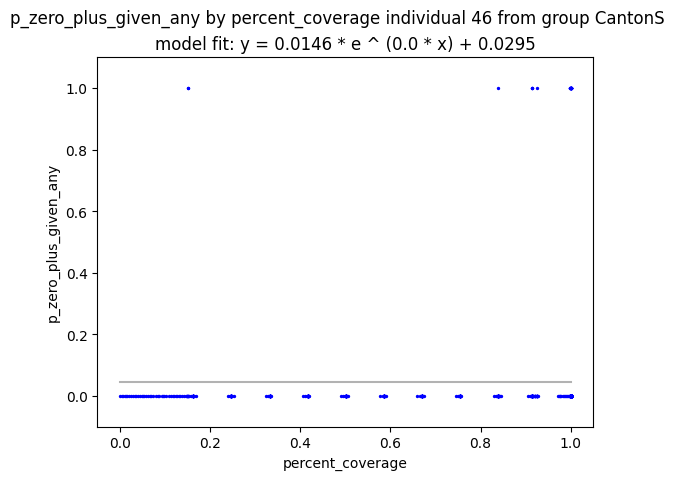 p_zero_plus_given_any by percent_coverage individual 46 from group CantonS
model fit: y = 0.0146 * e ^ (0.0 * x) + 0.0295
1.0
0.8
0.6
0.4
0.2
0.0
p_zero_plus_given_any
0.0 0.2 0.4 0.6 0.8 1.0
percent_coverage